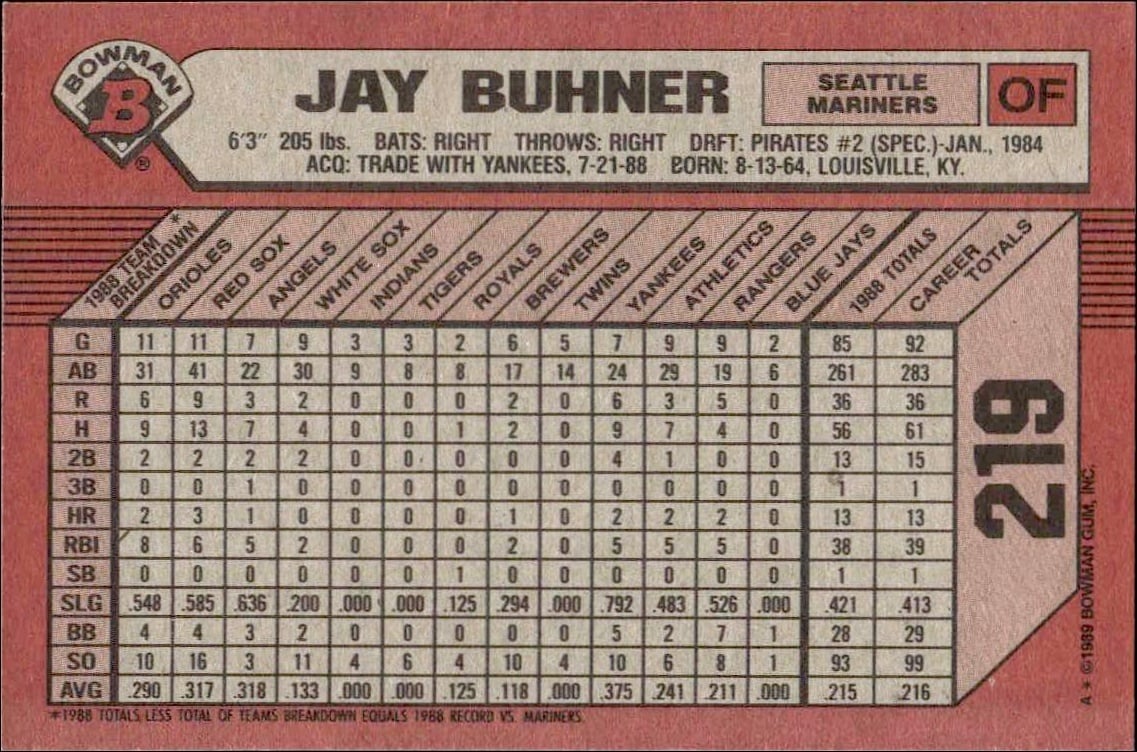 BOWMAN
B
®
JAY BUHNER
SEATTLE
MARINERS
OF
6'3" 205 lbs. BATS: RIGHT THROWS: RIGHT DRFT: PIRATES #2 (SPEC.)-JAN., 1984
ACQ: TRADE WITH YANKEES, 7-21-88 BORN: 8-13-64, LOUISVILLE, KY.
1988 TEAM *
BREAKDOWN
ORIOLES
RED SOX
ANGELS
WHITE SOX
INDIANS
TIGERS
ROYALS
BREWERS
TWINS
YANKEES
ATHLETICS
RANGERS
BLUE JAYS
1988 TOTALS
CAREER
TOTALS
G 11 11 7 9 3 3 2 6 5 7 9 9 2 85 92
AB 31 41 22 30 9 8 8 17 14 24 29 19 6 261 283
R 6 9 3 2 0 0 0 2 0 6 3 5 0 36 36
H 9 13 7 4 0 0 1 2 0 9 7 4 0 56 61
2B 2 2 2 2 0 0 0 0 0 4 1 0 0 13 15
3B 0 0 1 0 0 0 0 0 0 0 0 0 0 1 1
HR 2 3 1 0 0 0 0 1 0 2 2 2 0 13 13
RBI 8 6 5 2 0 0 0 2 0 5 5 5 0 38 39
SB 0 0 0 0 0 0 1 0 0 0 0 0 0 1 1
SLG .548 .585 .636 .200 .000 .000 .125 .294 .000 .792 .483 .526 .000 .421 .413
BB 4 4 3 2 0 0 0 0 0 5 2 7 1 28 29
SO 10 16 3 11 4 6 4 10 4 10 6 8 1 93 99
AVG .290 .317 .318 .133 .000 .000 .125 .118 .000 .375 .241 .211 .000 .215 .216
*1988 TOTALS LESS TOTAL OF TEAMS BREAKDOWN EQUALS 1988 RECORD VS. MARINERS.
219
A * ©1989 BOWMAN GUM, INC.